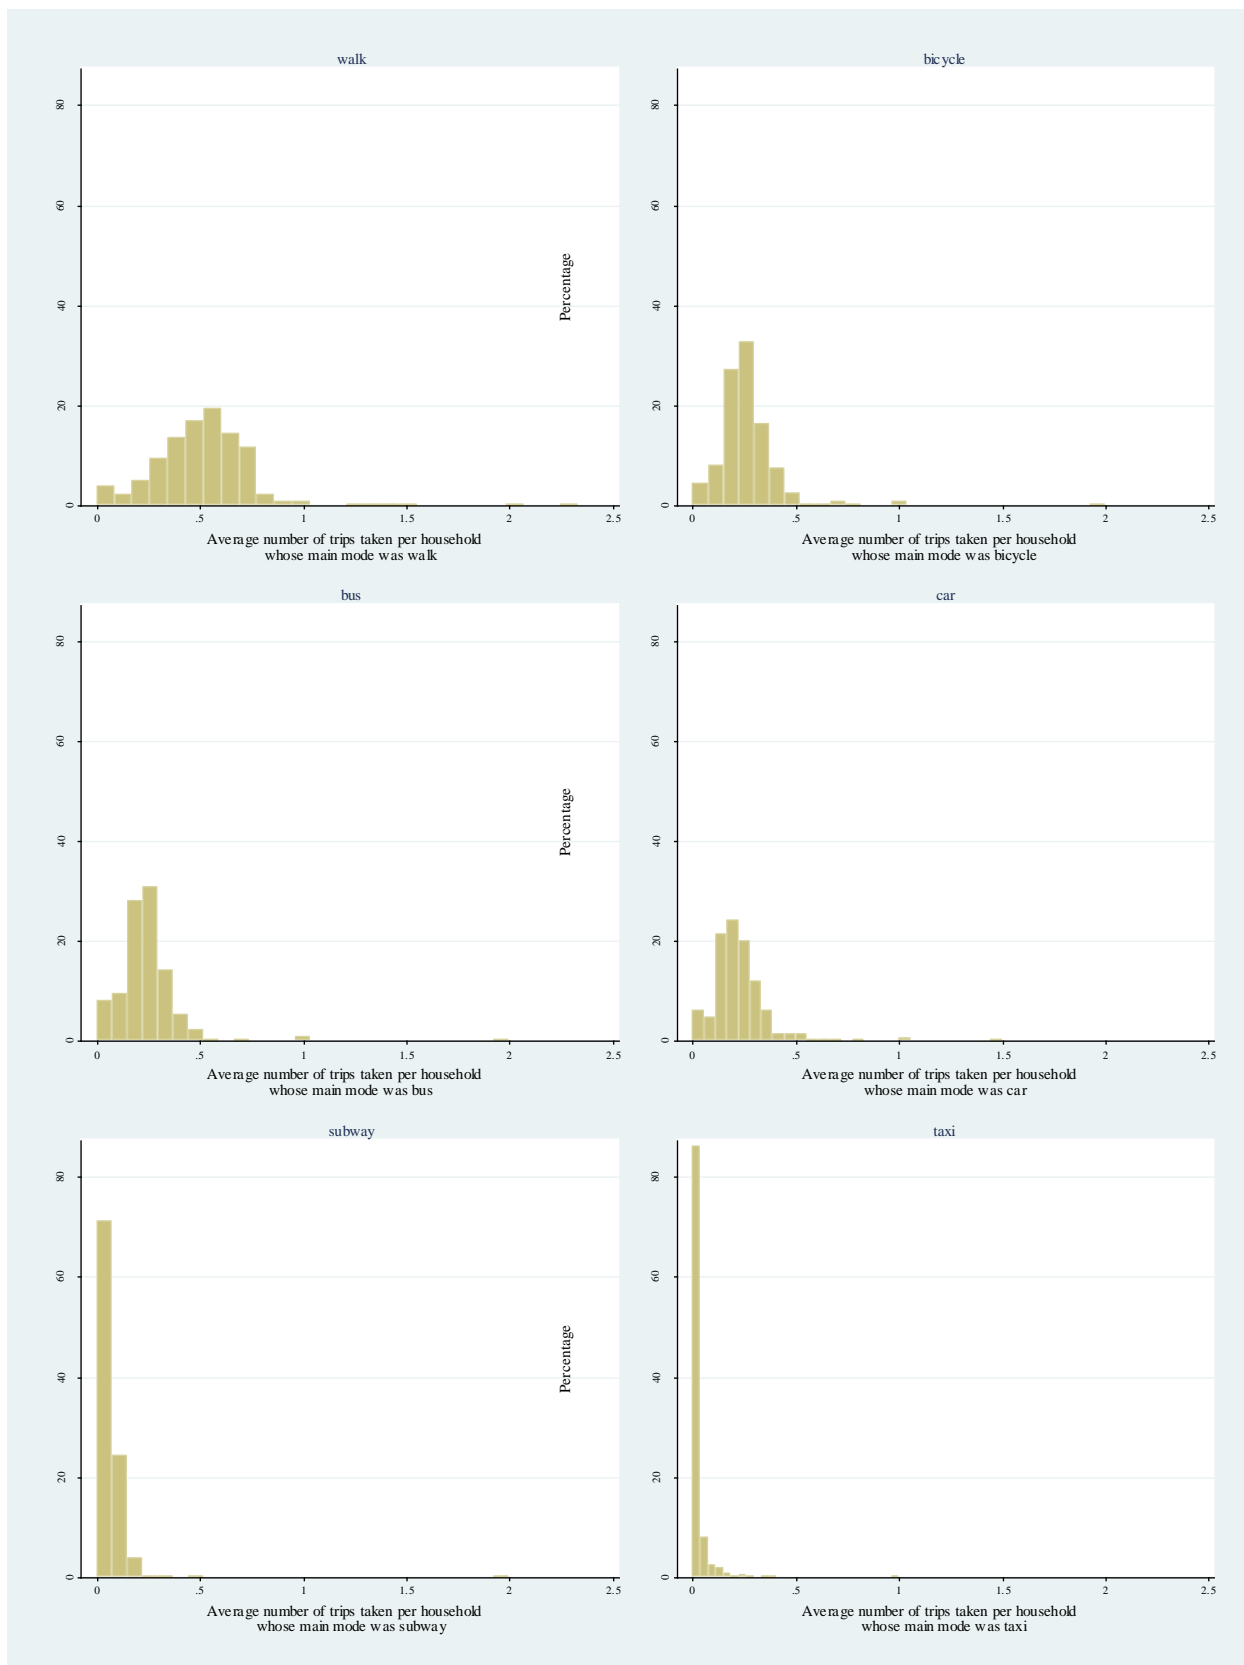 walk
80
60
40
20
0
Percentage
0 .5 1 1.5 2 2.5
Average number of trips taken per household
whose main mode was walk
bicycle
80
60
40
20
0
0 .5 1 1.5 2 2.5
Average number of trips taken per household
whose main mode was bicycle
bus
80
60
40
20
0
Percentage
0 .5 1 1.5 2 2.5
Average number of trips taken per household
whose main mode was bus
car
80
60
40
20
0
0 .5 1 1.5 2 2.5
Average number of trips taken per household
whose main mode was car
subway
80
60
40
20
0
Percentage
0 .5 1 1.5 2 2.5
Average number of trips taken per household
whose main mode was subway
taxi
80
60
40
20
0
0 .5 1 1.5 2 2.5
Average number of trips taken per household
whose main mode was taxi